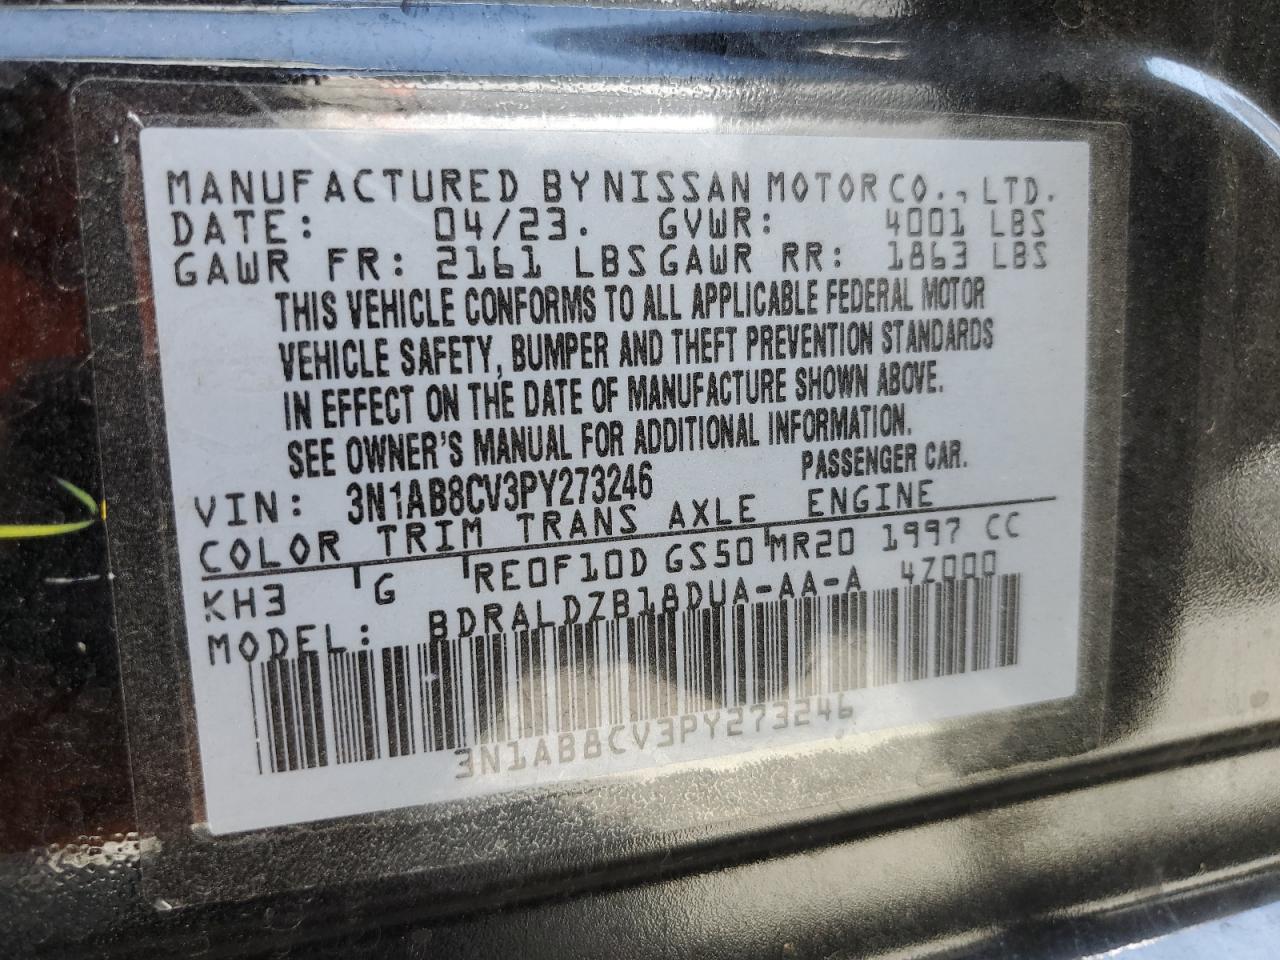 MANUFACTURED BY NISSAN MOTOR CO., LTD.
DATE: 04/23. GVWR: 4001 LBS
GAWR FR: 2161 LBS GAWR RR: 1863 LBS
THIS VEHICLE CONFORMS TO ALL APPLICABLE FEDERAL MOTOR
VEHICLE SAFETY, BUMPER AND THEFT PREVENTION STANDARDS
IN EFFECT ON THE DATE OF MANUFACTURE SHOWN ABOVE.
SEE OWNER'S MANUAL FOR ADDITIONAL INFORMATION.
VIN: 3N1AB8CV3PY273246 PASSENGER CAR.
COLOR TRIM TRANS AXLE ENGINE
KH3 G RE0F10D GS50 MR20 1997 CC
MODEL: BDRALDZB18DUA-AA-A 4Z000
3N1AB8CV3PY273246